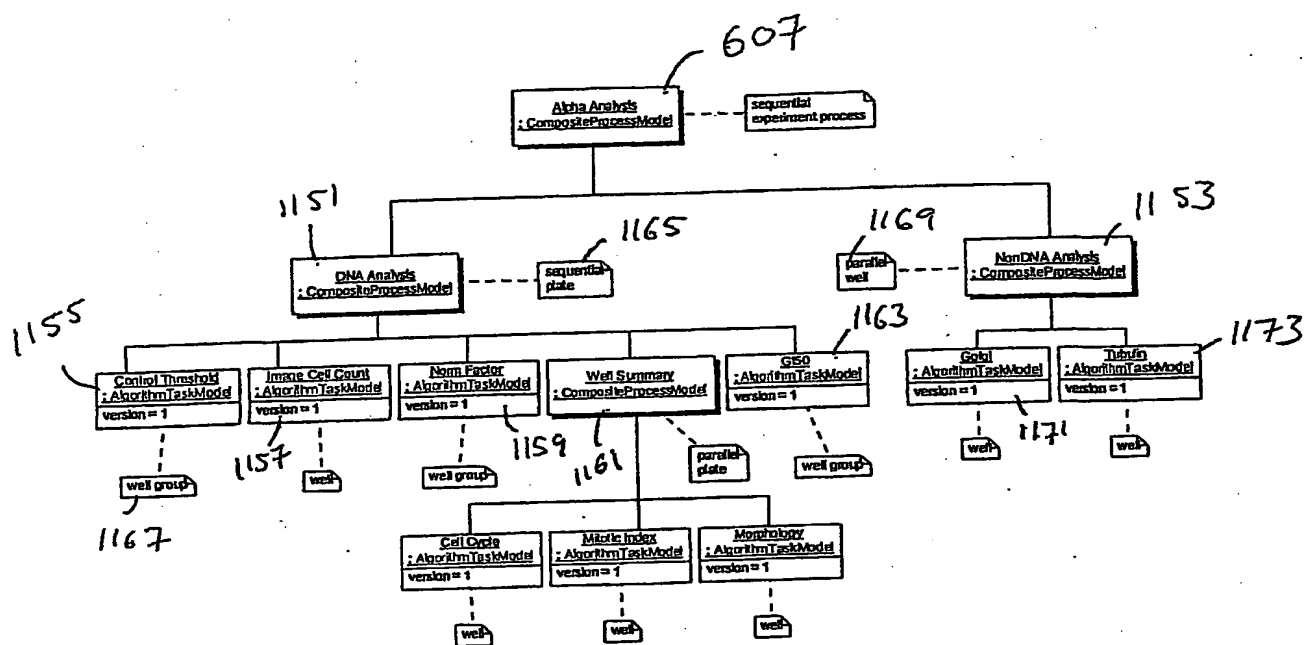 607
Alpha Analysis
: CompositeProcessModel
sequential
experiment process
1151
1165
1169
1153
DNA Analysis
: CompositeProcessModel
sequential
plate
parallel
well
NonDNA Analysis
: CompositeProcessModel
1155
1163
1173
Control Threshold
: AlgorithmTaskModel
version = 1
Image Cell Count
: AlgorithmTaskModel
version = 1
Norm Factor
: AlgorithmTaskModel
version = 1
Well Summary
: CompositeProcessModel
GI50
: AlgorithmTaskModel
version = 1
Golgi
: AlgorithmTaskModel
version = 1
Tubulin
: AlgorithmTaskModel
version = 1
1157
1159
1161
1171
well group
well
well group
parallel
plate
well group
well
well
1167
Cell Cycle
: AlgorithmTaskModel
version = 1
Mitotic Index
: AlgorithmTaskModel
version = 1
Morphology
: AlgorithmTaskModel
version = 1
well
well
well